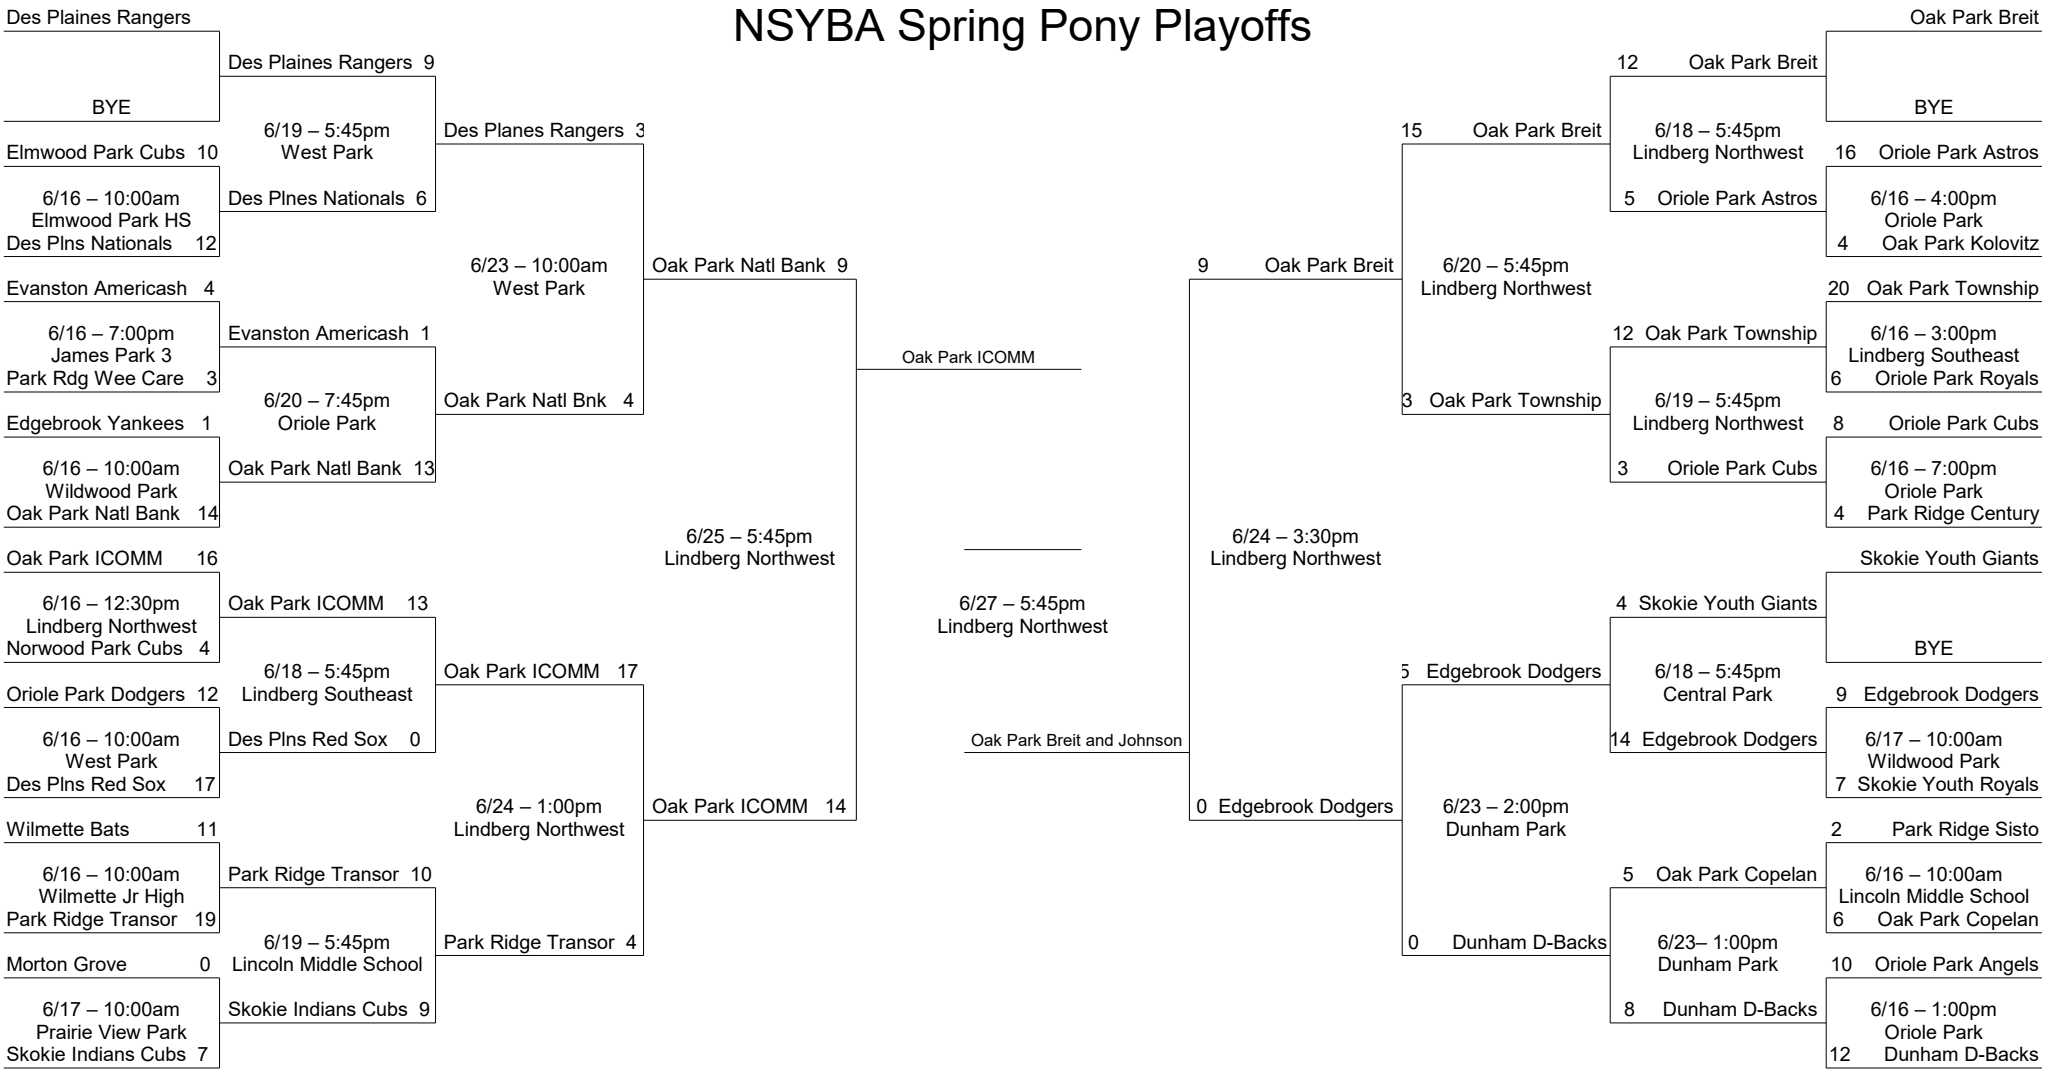 NSYBA Spring Pony Playoffs
Des Plaines Rangers
BYE
Elmwood Park Cubs 10
6/16 – 10:00am
Elmwood Park HS
Des Plns Nationals 12
Evanston Americash 4
6/16 – 7:00pm
James Park 3
Park Rdg Wee Care 3
Edgebrook Yankees 1
6/16 – 10:00am
Wildwood Park
Oak Park Natl Bank 14
Oak Park ICOMM 16
6/16 – 12:30pm
Lindberg Northwest
Norwood Park Cubs 4
Oriole Park Dodgers 12
6/16 – 10:00am
West Park
Des Plns Red Sox 17
Wilmette Bats 11
6/16 – 10:00am
Wilmette Jr High
Park Ridge Transor 19
Morton Grove 0
6/17 – 10:00am
Prairie View Park
Skokie Indians Cubs 7
Des Plaines Rangers 9
6/19 – 5:45pm
West Park
Des Plnes Nationals 6
Evanston Americash 1
6/20 – 7:45pm
Oriole Park
Oak Park Natl Bank 13
Oak Park ICOMM 13
6/18 – 5:45pm
Lindberg Southeast
Des Plns Red Sox 0
Park Ridge Transor 10
6/19 – 5:45pm
Lincoln Middle School
Skokie Indians Cubs 9
Des Planes Rangers 3
6/23 – 10:00am
West Park
Oak Park Natl Bnk 4
Oak Park ICOMM 17
6/24 – 1:00pm
Lindberg Northwest
Park Ridge Transor 4
Oak Park Natl Bank 9
6/25 – 5:45pm
Lindberg Northwest
Oak Park ICOMM 14
Oak Park ICOMM
6/27 – 5:45pm
Lindberg Northwest
Oak Park Breit and Johnson
9 Oak Park Breit
6/24 – 3:30pm
Lindberg Northwest
0 Edgebrook Dodgers
15 Oak Park Breit
6/20 – 5:45pm
Lindberg Northwest
3 Oak Park Township
5 Edgebrook Dodgers
6/23 – 2:00pm
Dunham Park
0 Dunham D-Backs
12 Oak Park Breit
6/18 – 5:45pm
Lindberg Northwest
5 Oriole Park Astros
12 Oak Park Township
6/19 – 5:45pm
Lindberg Northwest
3 Oriole Park Cubs
4 Skokie Youth Giants
6/18 – 5:45pm
Central Park
14 Edgebrook Dodgers
5 Oak Park Copelan
6/23– 1:00pm
Dunham Park
8 Dunham D-Backs
Oak Park Breit
BYE
16 Oriole Park Astros
6/16 – 4:00pm
Oriole Park
4 Oak Park Kolovitz
20 Oak Park Township
6/16 – 3:00pm
Lindberg Southeast
6 Oriole Park Royals
8 Oriole Park Cubs
6/16 – 7:00pm
Oriole Park
4 Park Ridge Century
Skokie Youth Giants
BYE
9 Edgebrook Dodgers
6/17 – 10:00am
Wildwood Park
7 Skokie Youth Royals
2 Park Ridge Sisto
6/16 – 10:00am
Lincoln Middle School
6 Oak Park Copelan
10 Oriole Park Angels
6/16 – 1:00pm
Oriole Park
12 Dunham D-Backs